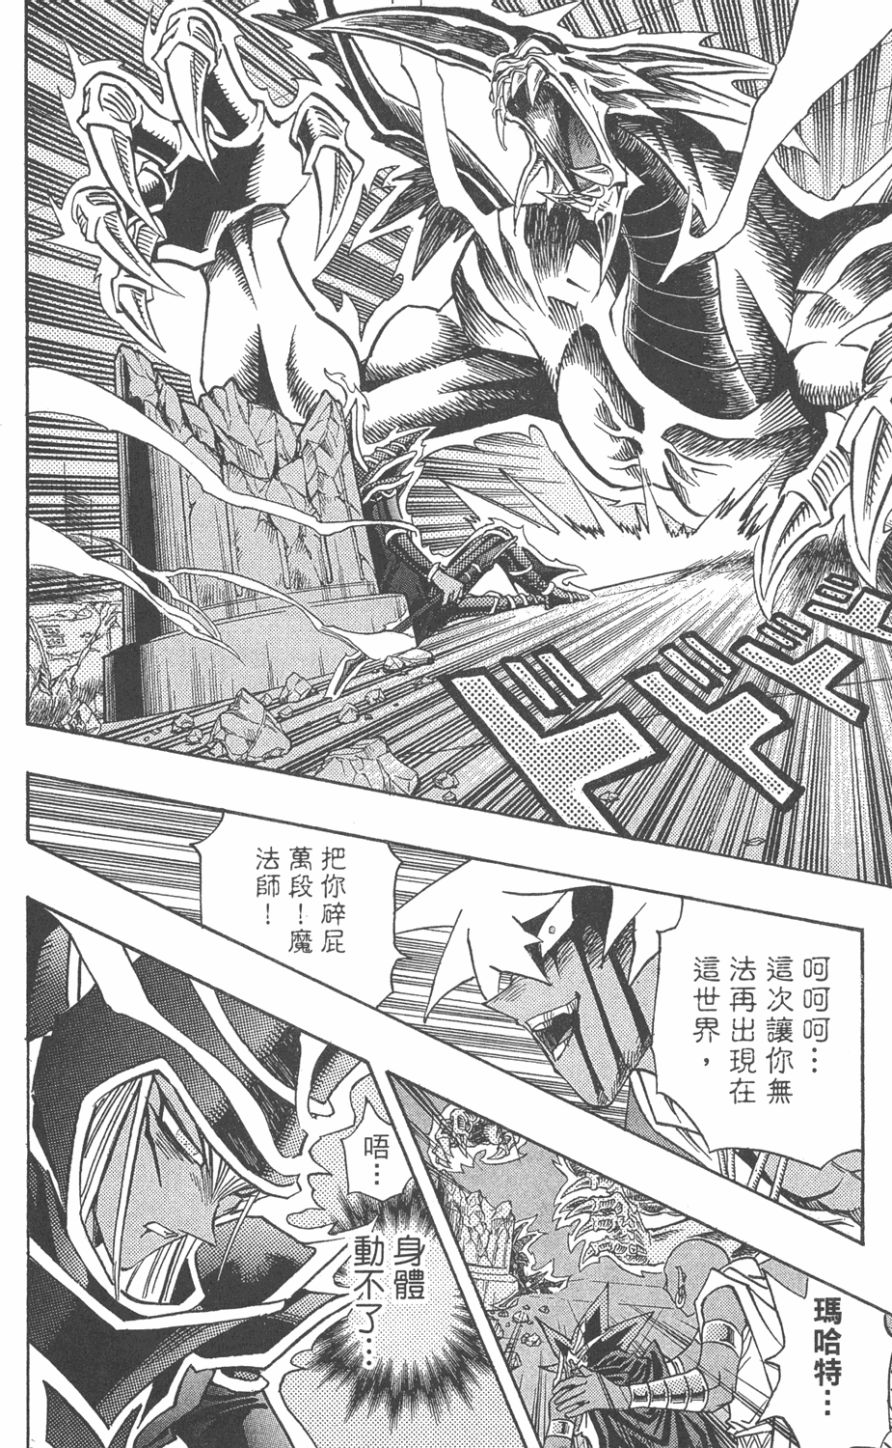 ドドドド
呵呵呵…
這次讓你無
法再出現在
這世界，
把你碎屍
萬段！魔
法師！
瑪哈特…
唔…
身體
動不了…